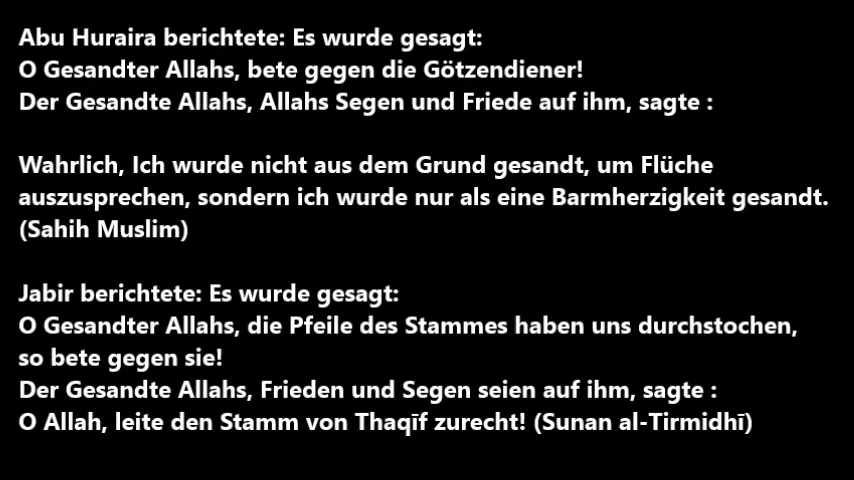 Abu Huraira berichtete: Es wurde gesagt:
O Gesandter Allahs, bete gegen die Götzendiener!
Der Gesandte Allahs, Allahs Segen und Friede auf ihm, sagte :
Wahrlich, Ich wurde nicht aus dem Grund gesandt, um Flüche
auszusprechen, sondern ich wurde nur als eine Barmherzigkeit gesandt.
(Sahih Muslim)
Jabir berichtete: Es wurde gesagt:
O Gesandter Allahs, die Pfeile des Stammes haben uns durchstochen,
so bete gegen sie!
Der Gesandte Allahs, Frieden und Segen seien auf ihm, sagte :
O Allah, leite den Stamm von Thaqīf zurecht! (Sunan al-Tirmidhī)